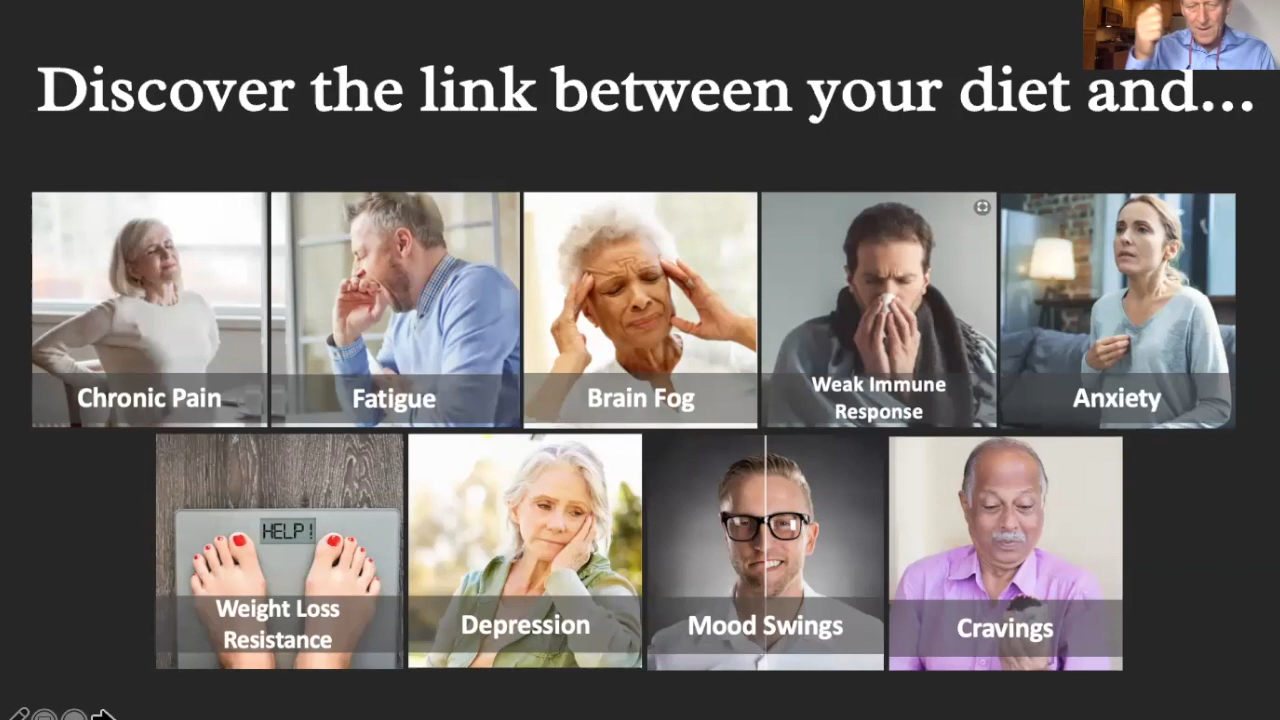 Discover the link between your diet and...
Chronic Pain
Fatigue
Brain Fog
Weak Immune
Response
Anxiety
HELP!
Weight Loss
Resistance
Depression
Mood Swings
Cravings